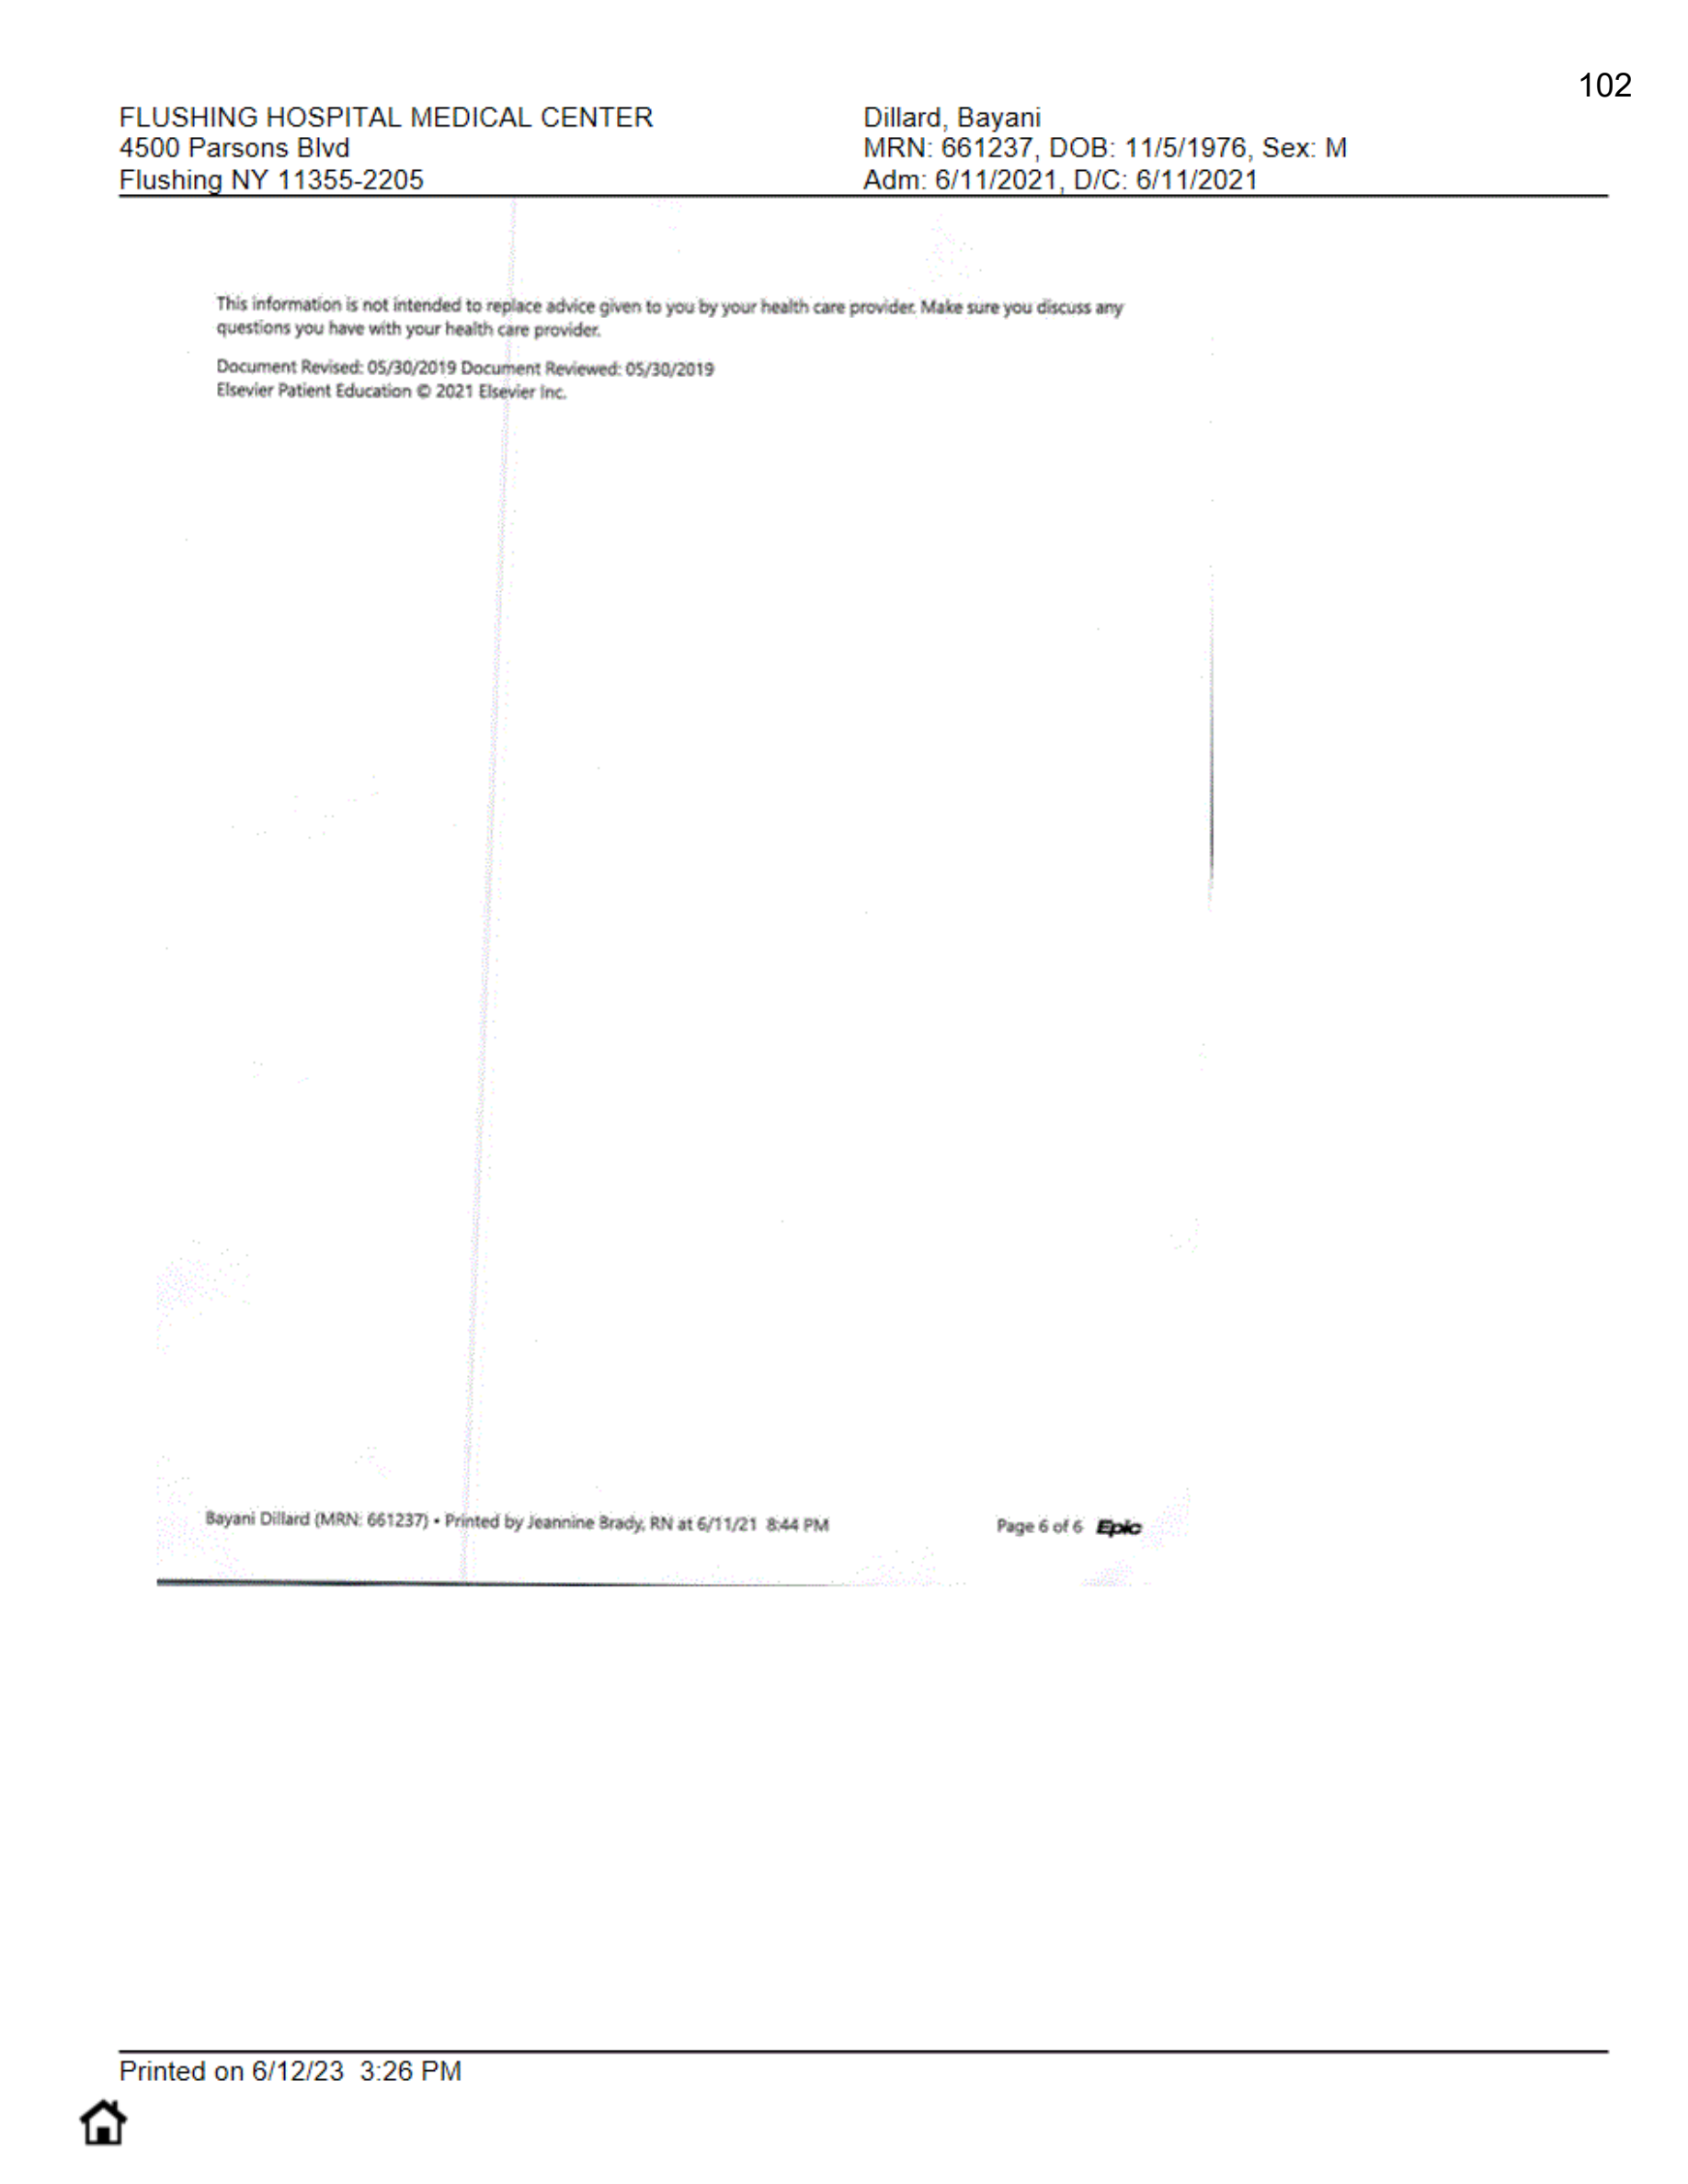 102
FLUSHING HOSPITAL MEDICAL CENTER
4500 Parsons Blvd
Flushing NY 11355-2205
Dillard, Bayani
MRN: 661237, DOB: 11/5/1976, Sex: M
Adm: 6/11/2021, D/C: 6/11/2021
This information is not intended to replace advice given to you by your health care provider. Make sure you discuss any
questions you have with your health care provider.
Document Revised: 05/30/2019 Document Reviewed: 05/30/2019
Elsevier Patient Education © 2021 Elsevier Inc.
Bayani Dillard (MRN: 661237) • Printed by Jeannine Brady, RN at 6/11/21 8:44 PM
Page 6 of 6 Epic
Printed on 6/12/23 3:26 PM